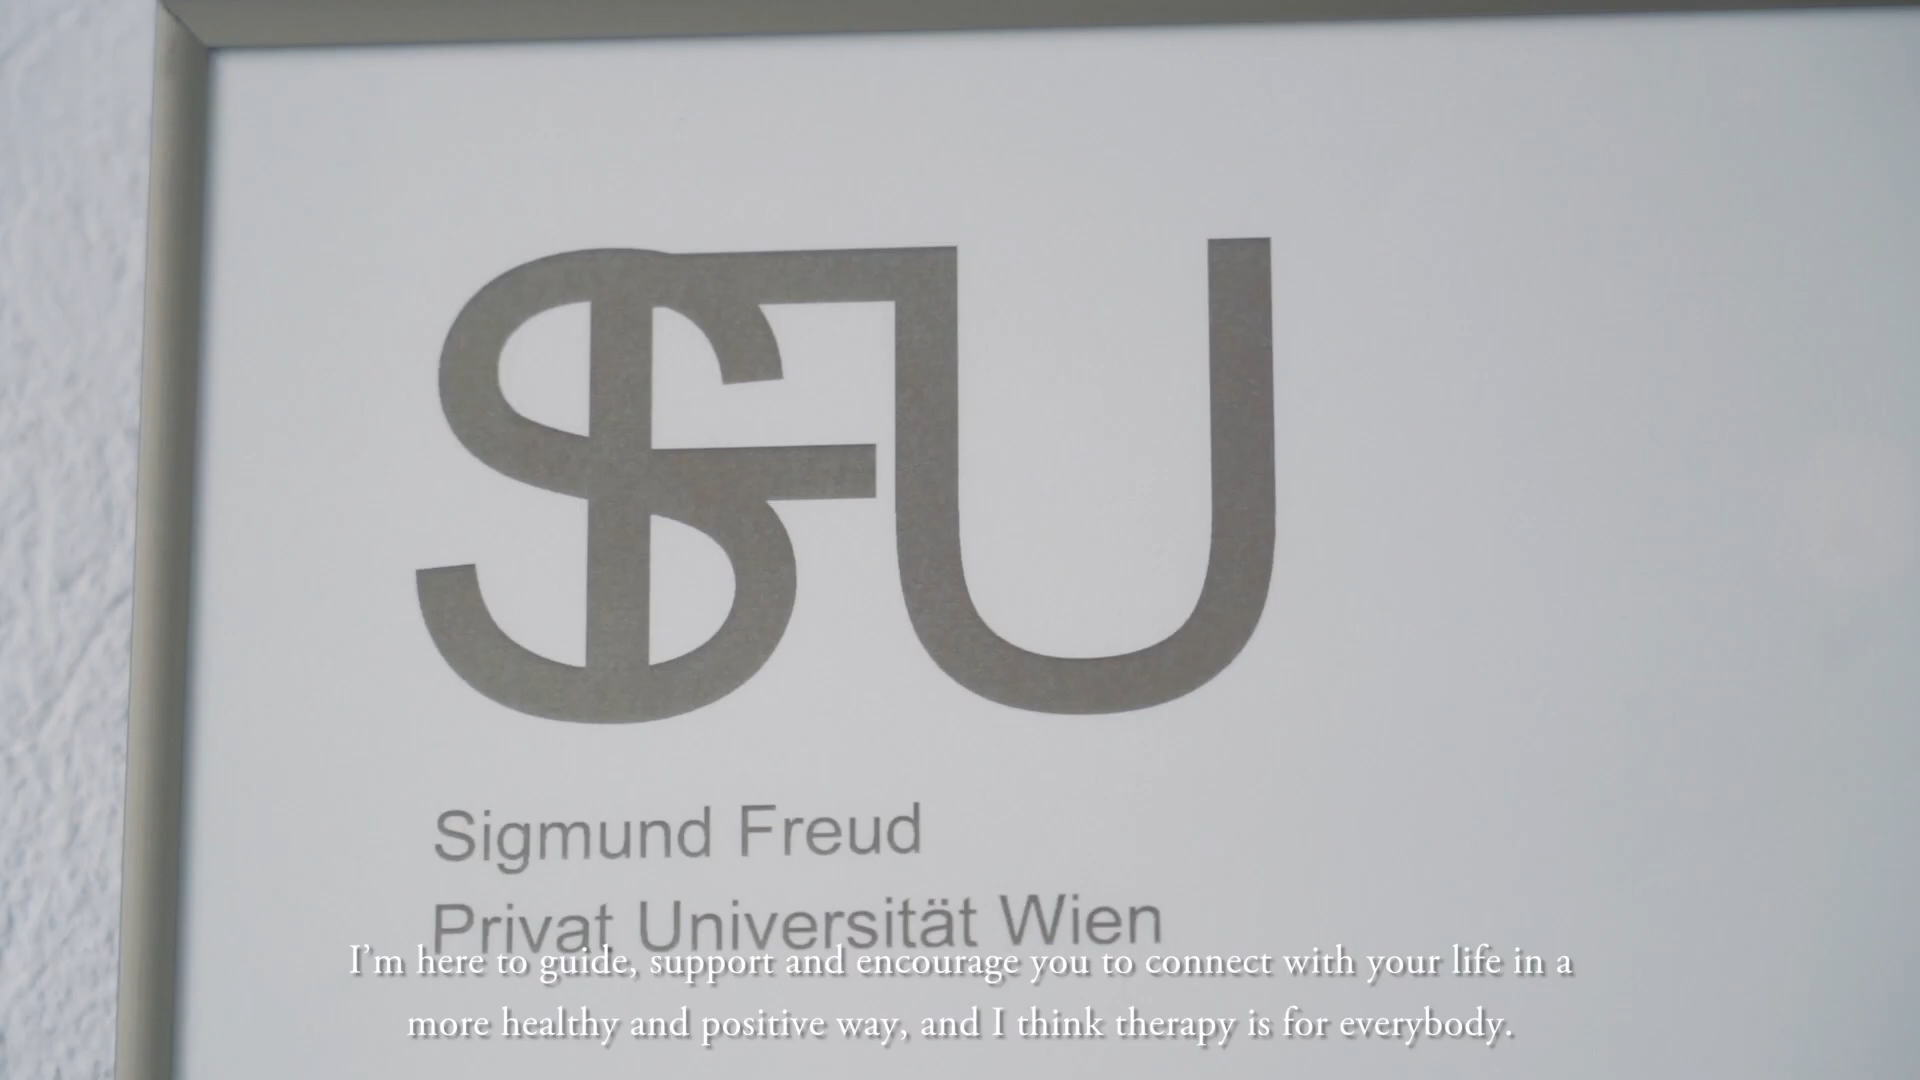 SFU
Sigmund Freud
Privat Universität Wien
I'm here to guide, support and encourage you to connect with your life in a
more healthy and positive way, and I think therapy is for everybody.